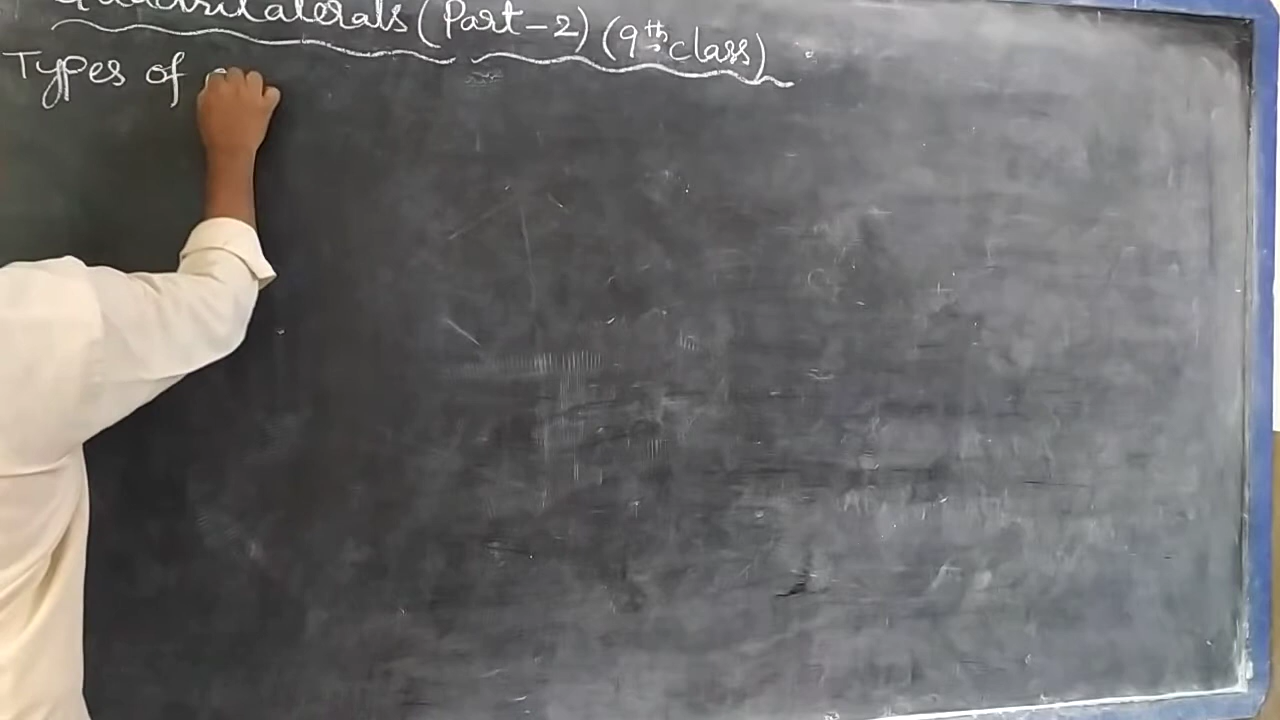 Quadrilaterals (Part-2) (9th class)
Types of